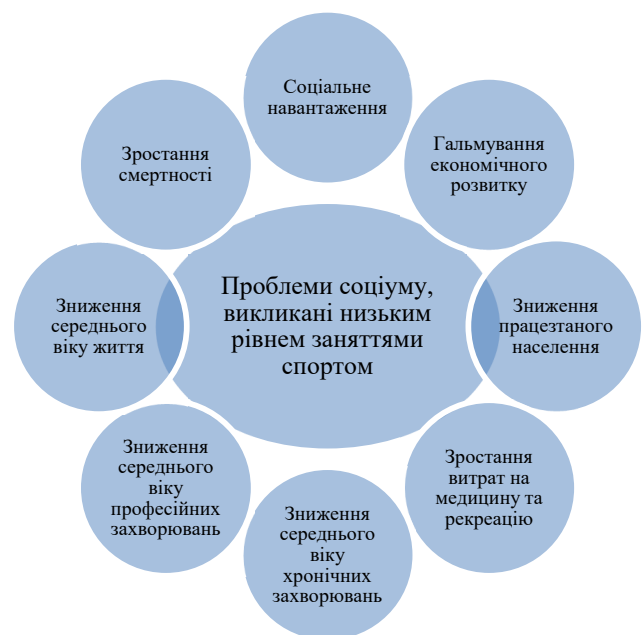 Соціальне
навантаження
Гальмування
економічного
розвитку
Зниження
працезтаного
населення
Зростання
витрат на
медицину та
рекреацію
Зниження
середнього
віку
хронічних
захворювань
Зниження
середнього
віку
професійних
захворювань
Зниження
середнього
віку життя
Зростання
смертності
Проблеми соціуму,
викликані низьким
рівнем заняттями
спортом